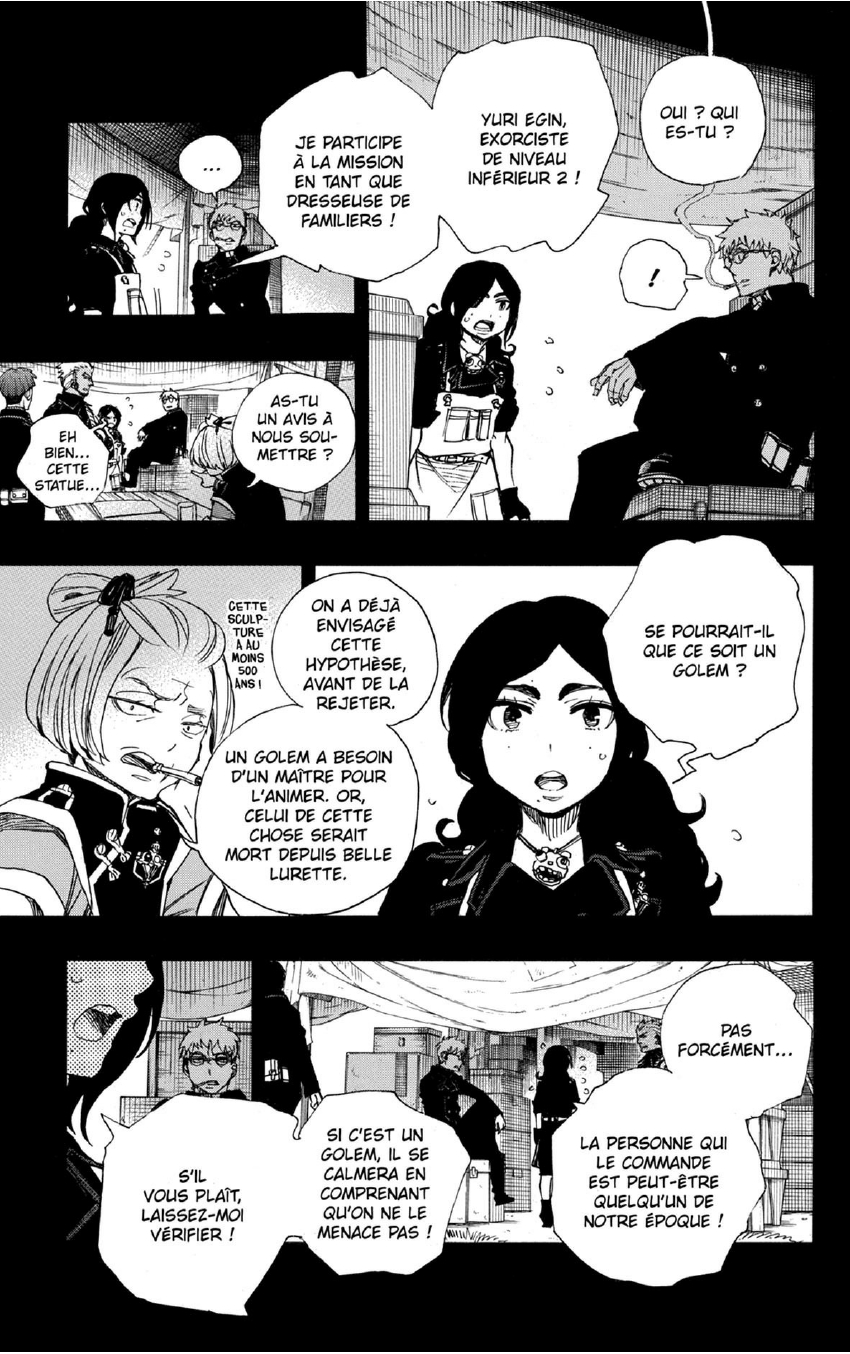 OUI ? QUI
ES-TU ?
YURI EGIN,
EXORCISTE
DE NIVEAU
INFÉRIEUR 2 !
JE PARTICIPE
À LA MISSION
EN TANT QUE
DRESSEUSE DE
FAMILIERS !
!
...
AS-TU
UN AVIS À
NOUS SOU-
METTRE ?
EH
BIEN...
CETTE
STATUE...
SE POURRAIT-IL
QUE CE SOIT UN
GOLEM ?
ON A DÉJÀ
ENVISAGÉ
CETTE
HYPOTHÈSE,
AVANT DE LA
REJETER.
CETTE
SCULP-
TURE
A AU
MOINS
500
ANS !
UN GOLEM A BESOIN
D'UN MAÎTRE POUR
L'ANIMER. OR,
CELUI DE CETTE
CHOSE SERAIT
MORT DEPUIS BELLE
LURETTE.
PAS
FORCÉMENT...
LA PERSONNE QUI
LE COMMANDE
EST PEUT-ÊTRE
QUELQU'UN DE
NOTRE ÉPOQUE !
SI C'EST UN
GOLEM, IL SE
CALMERA EN
COMPRENANT
QU'ON NE LE
MENACE PAS !
S'IL
VOUS PLAÎT,
LAISSEZ-MOI
VÉRIFIER !